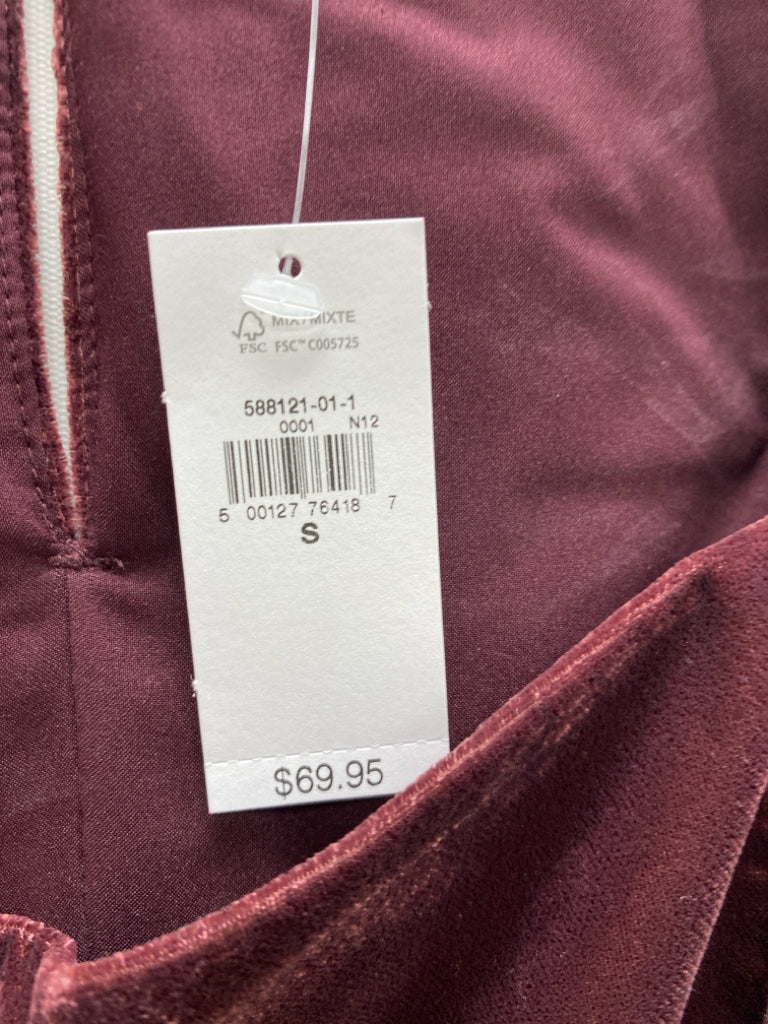 MIX / MIXTE
FSC FSC™ C005725
588121-01-1
0001 N12
5 00127 76418 7
S
$69.95